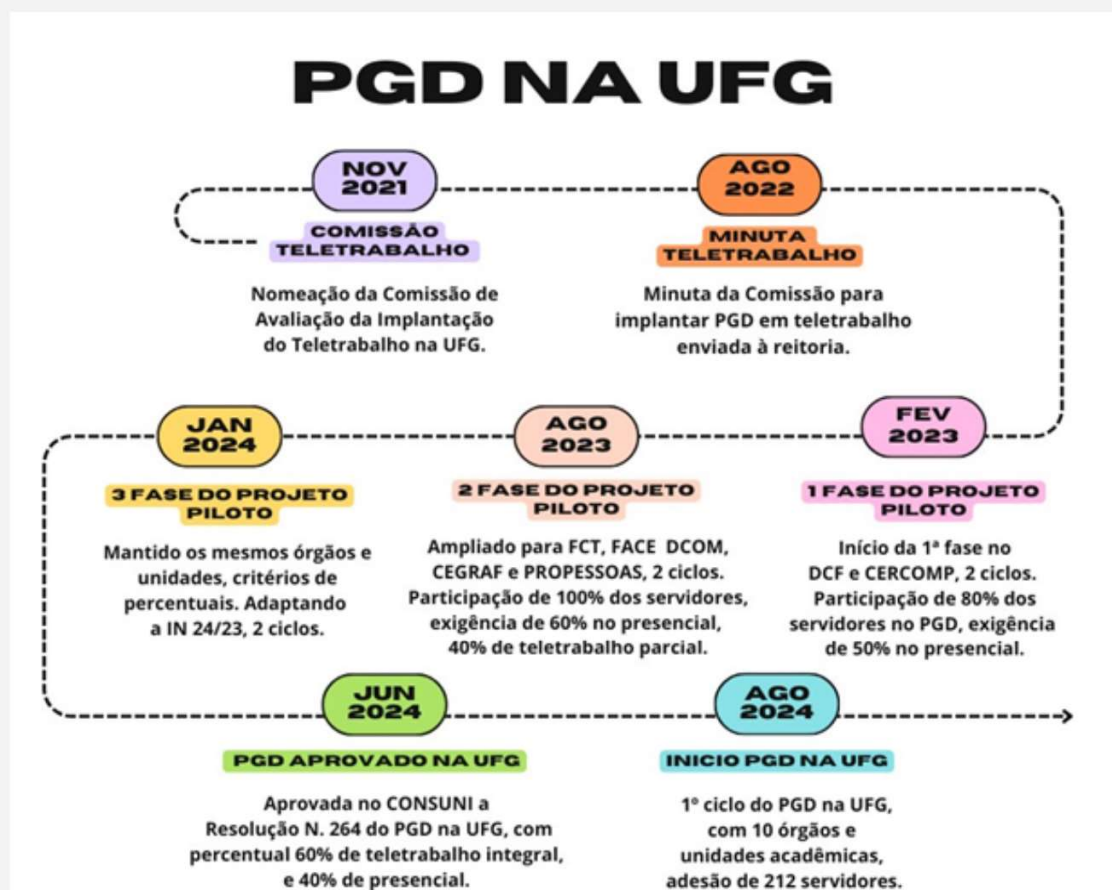 PGD NA UFG
NOV
2021
COMISSÃO
TELETRABALHO
Nomeação da Comissão de
Avaliação da Implantação
do Teletrabalho na UFG.
AGO
2022
MINUTA
TELETRABALHO
Minuta da Comissão para
implantar PGD em teletrabalho
enviada à reitoria.
FEV
2023
1 FASE DO PROJETO
PILOTO
Início da 1ª fase no
DCF e CERCOMP, 2 ciclos.
Participação de 80% dos
servidores no PGD, exigência
de 50% no presencial.
AGO
2023
2 FASE DO PROJETO
PILOTO
Ampliado para FCT, FACE DCOM,
CEGRAF e PROPESSOAS, 2 ciclos.
Participação de 100% dos servidores,
exigência de 60% no presencial,
40% de teletrabalho parcial.
JAN
2024
3 FASE DO PROJETO
PILOTO
Mantido os mesmos órgãos e
unidades, critérios de
percentuais. Adaptando
a IN 24/23, 2 ciclos.
JUN
2024
PGD APROVADO NA UFG
Aprovada no CONSUNI a
Resolução N. 264 do PGD na UFG, com
percentual 60% de teletrabalho integral,
e 40% de presencial.
AGO
2024
INICIO PGD NA UFG
1º ciclo do PGD na UFG,
com 10 órgãos e
unidades acadêmicas,
adesão de 212 servidores.